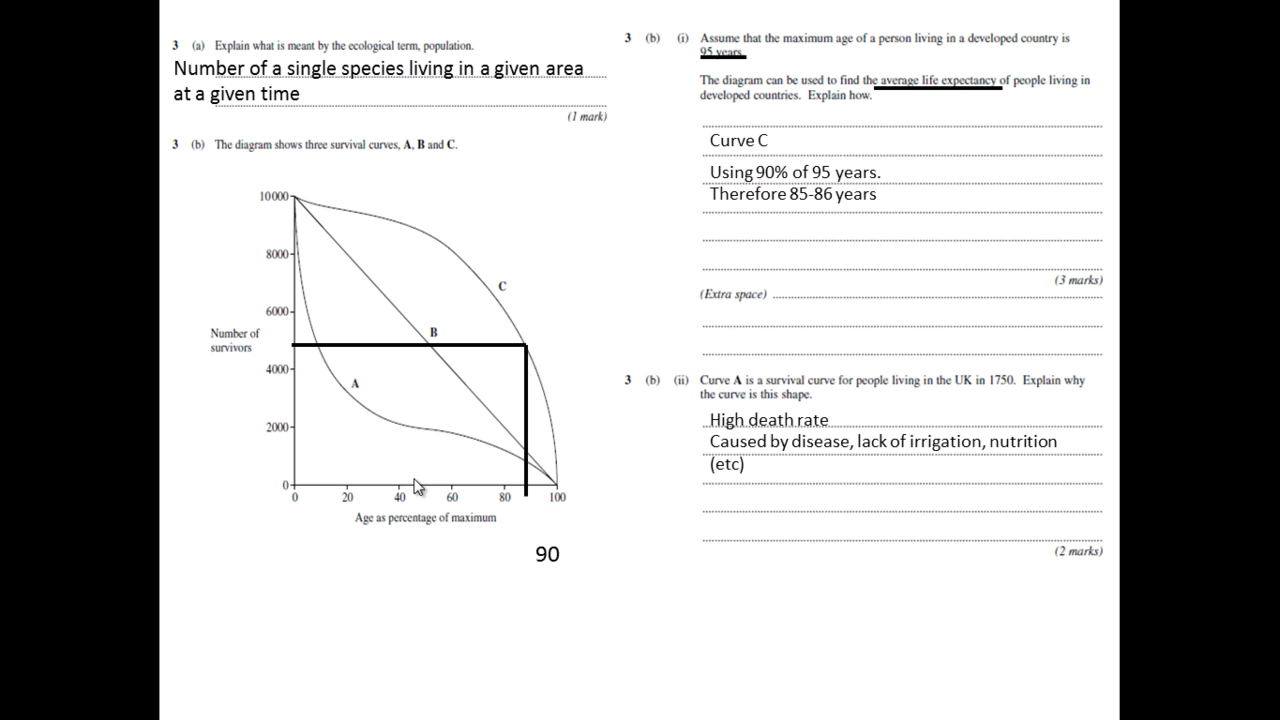 3 (a) Explain what is meant by the ecological term, population.
Number of a single species living in a given area
at a given time
(1 mark)
3 (b) The diagram shows three survival curves, A, B and C.
10 000
8000
6000
4000
2000
0
Number of
survivors
A
B
C
0 20 40 60 80 100
Age as percentage of maximum
90
3 (b) (i) Assume that the maximum age of a person living in a developed country is
95 years.
The diagram can be used to find the average life expectancy of people living in
developed countries. Explain how.
Curve C
Using 90% of 95 years.
Therefore 85-86 years
(3 marks)
(Extra space)
3 (b) (ii) Curve A is a survival curve for people living in the UK in 1750. Explain why
the curve is this shape.
High death rate
Caused by disease, lack of irrigation, nutrition
(etc)
(2 marks)